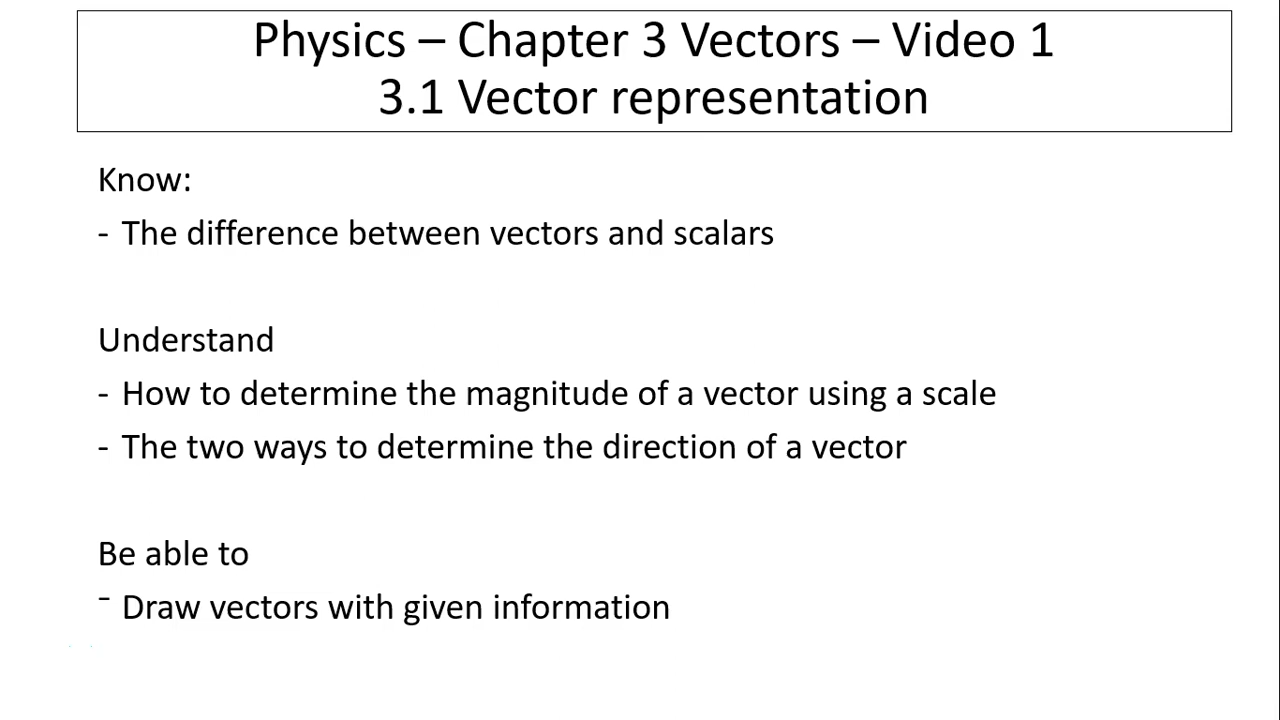 Physics – Chapter 3 Vectors – Video 1
3.1 Vector representation
Know:
- The difference between vectors and scalars
Understand
- How to determine the magnitude of a vector using a scale
- The two ways to determine the direction of a vector
Be able to
- Draw vectors with given information